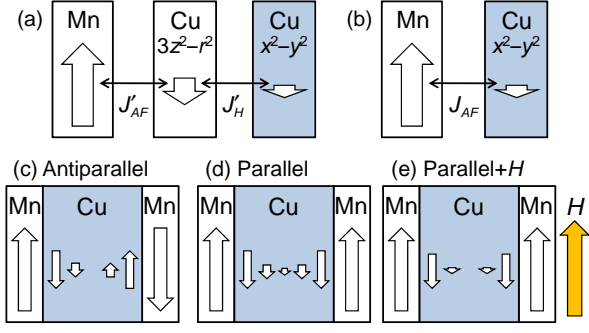 (a) Mn Cu Cu
3z²−r² x²−y²
J′AF J′H
(b) Mn Cu
x²−y²
JAF
(c) Antiparallel (d) Parallel (e) Parallel+H
Mn Cu Mn Mn Cu Mn Mn Cu Mn H